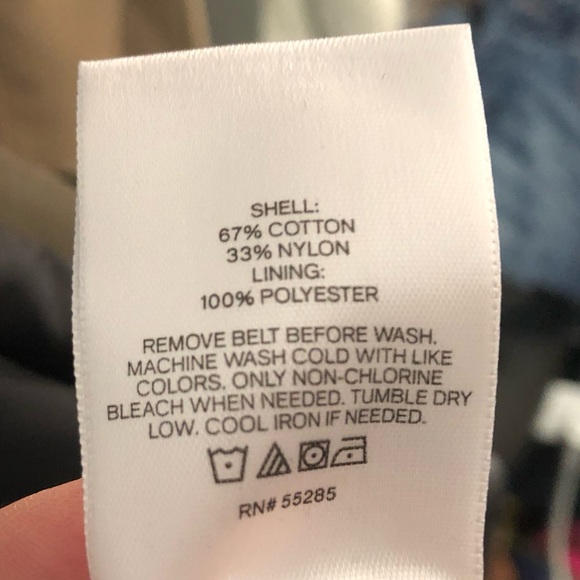 SHELL:
67% COTTON
33% NYLON
LINING:
100% POLYESTER
REMOVE BELT BEFORE WASH.
MACHINE WASH COLD WITH LIKE
COLORS. ONLY NON-CHLORINE
BLEACH WHEN NEEDED. TUMBLE DRY
LOW. COOL IRON IF NEEDED.
RN# 55285